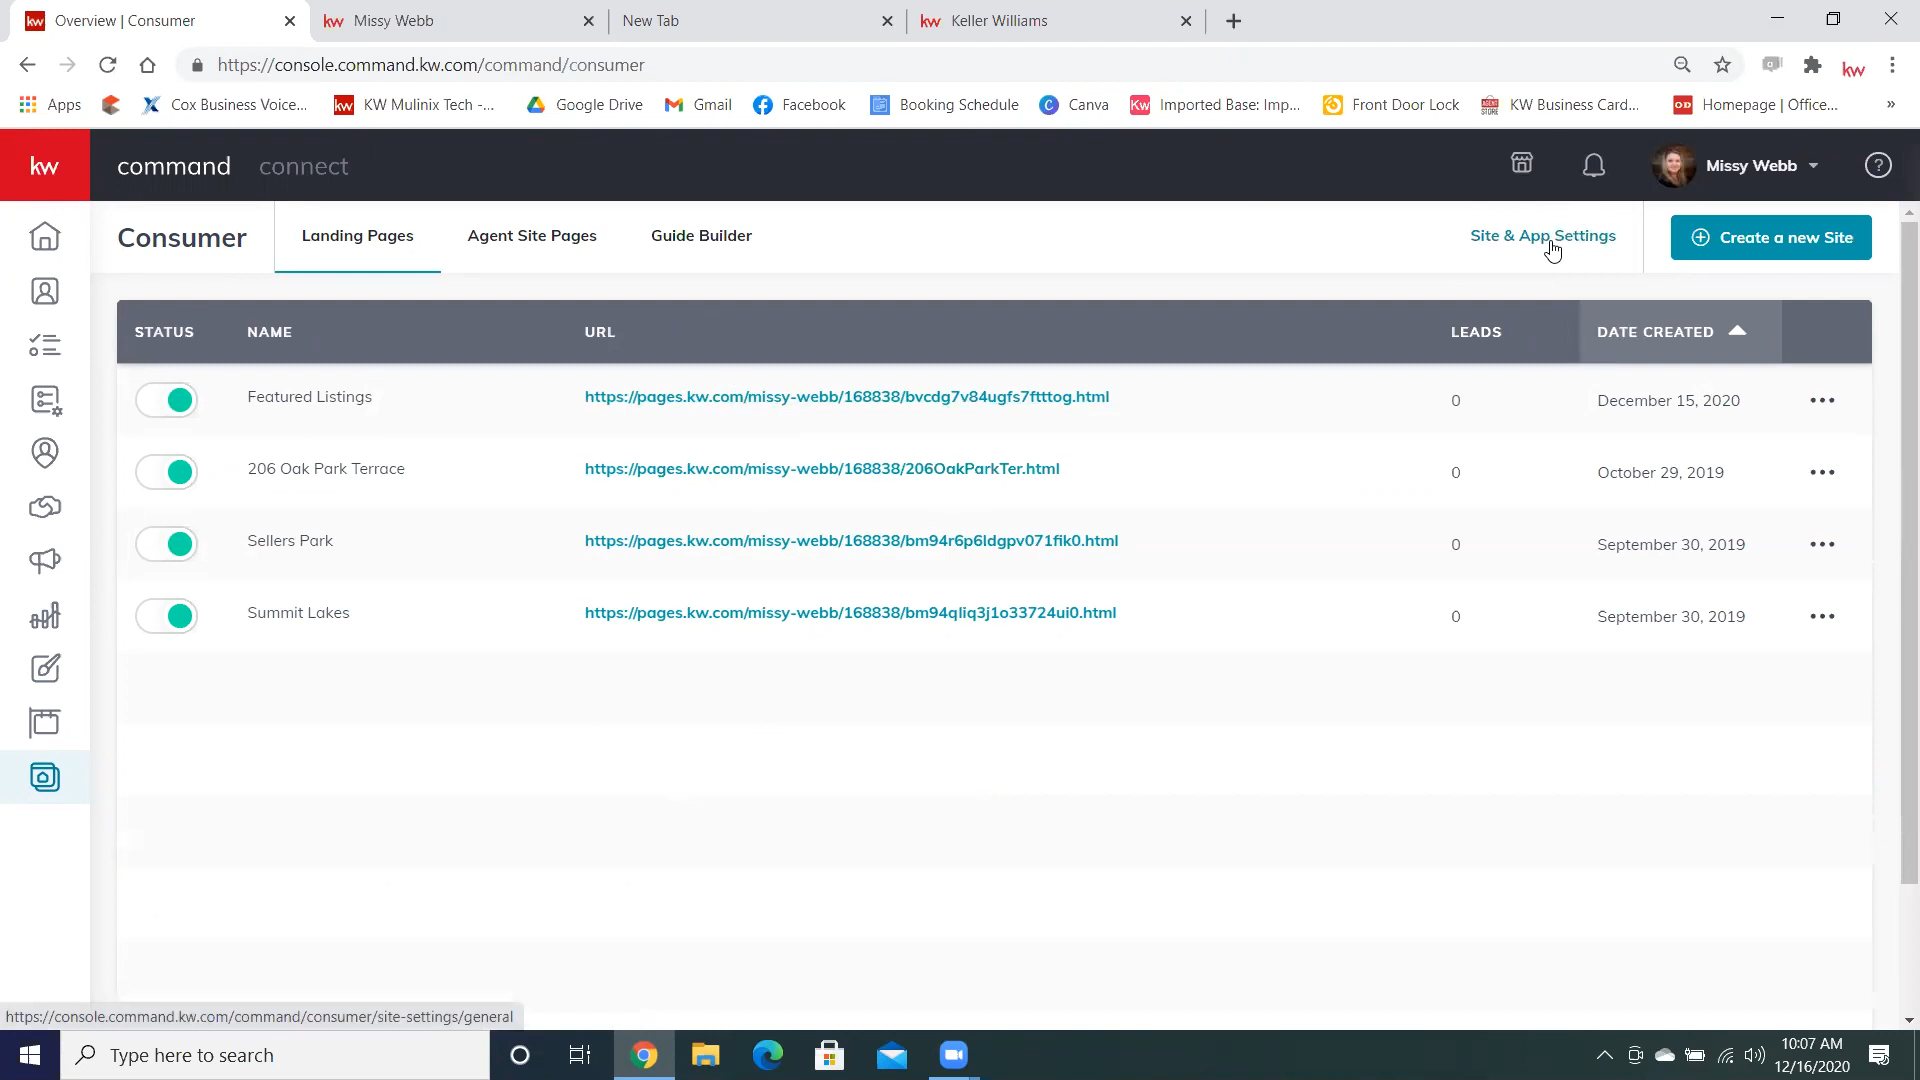 Overview | Consumer
kw Missy Webb
New Tab
kw Keller Williams
https://console.command.kw.com/command/consumer
kw
Apps
Cox Business Voice...
kw KW Mulinix Tech -...
Google Drive
Gmail
Facebook
Booking Schedule
Canva
Imported Base: Imp...
Front Door Lock
KW Business Card...
OD Homepage | Office...
»
kw command connect
Missy Webb
Consumer
Landing Pages
Agent Site Pages
Guide Builder
Site & App Settings
Create a new Site
STATUS NAME URL LEADS DATE CREATED
Featured Listings https://pages.kw.com/missy-webb/168838/bvcdg7v84ugfs7ftttog.html 0 December 15, 2020
206 Oak Park Terrace https://pages.kw.com/missy-webb/168838/206OakParkTer.html 0 October 29, 2019
Sellers Park https://pages.kw.com/missy-webb/168838/bm94r6p6ldgpv071fik0.html 0 September 30, 2019
Summit Lakes https://pages.kw.com/missy-webb/168838/bm94qliq3j1o33724ui0.html 0 September 30, 2019
https://console.command.kw.com/command/consumer/site-settings/general
Type here to search
10:07 AM
12/16/2020